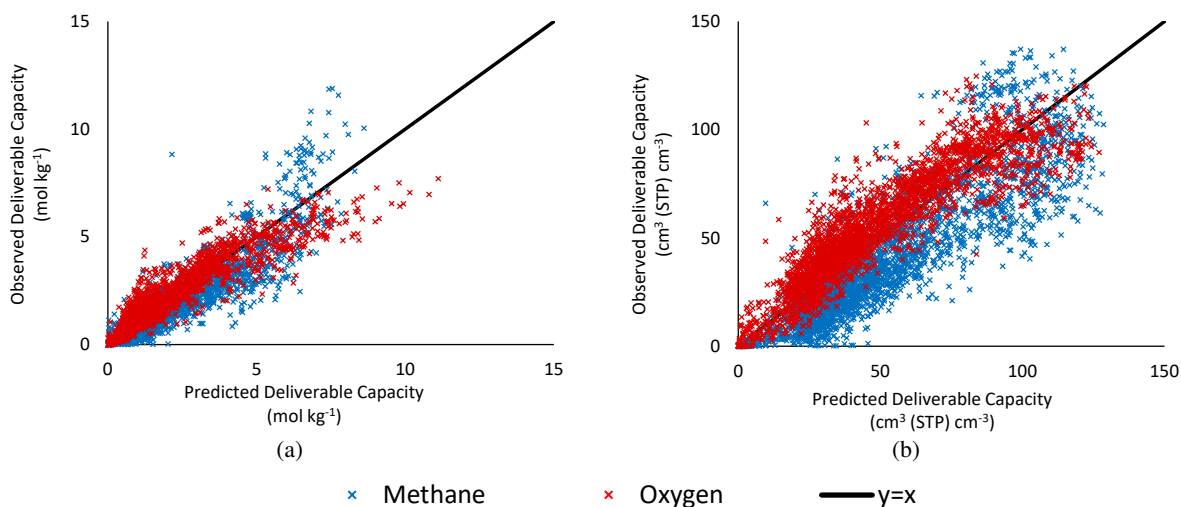 15
10
5
0
Observed Deliverable Capacity
(mol kg⁻¹)
0
5
10
15
Predicted Deliverable Capacity
(mol kg⁻¹)
(a)
150
100
50
0
Observed Deliverable Capacity
cm³ (STP) cm⁻³)
0
50
100
150
Predicted Deliverable Capacity
(cm³ (STP) cm⁻³)
(b)
Methane
Oxygen
y=x